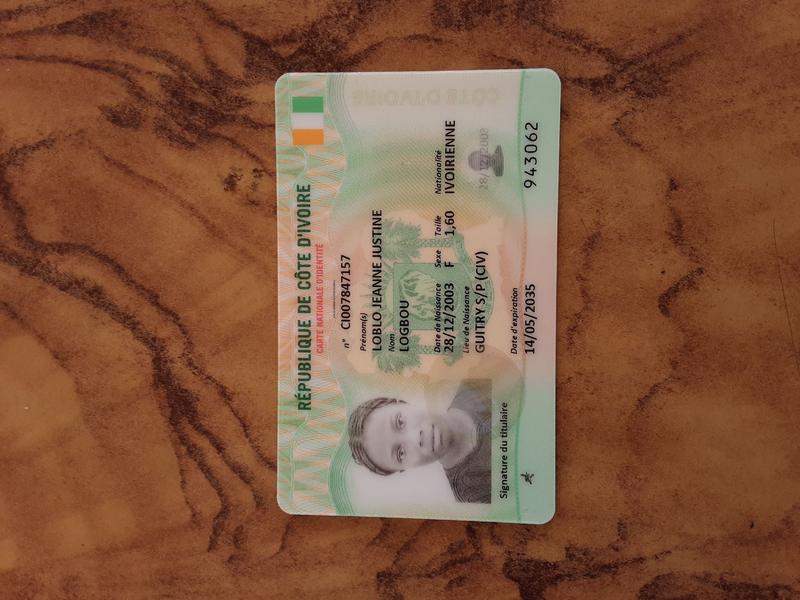 RÉPUBLIQUE DE CÔTE D'IVOIRE
CARTE NATIONALE D'IDENTITÉ
CÔTE D'IVOIRE
n° CI007847157
Prénom(s)
LOBLO JEANNE JUSTINE
Nom
LOGBOU
Date de Naissance Sexe Taille Nationalité
28/12/2003 F 1,60 IVOIRIENNE
Lieu de Naissance
GUITRY S/P (CIV)
Signature du titulaire
Date d'expiration
14/05/2035
943062